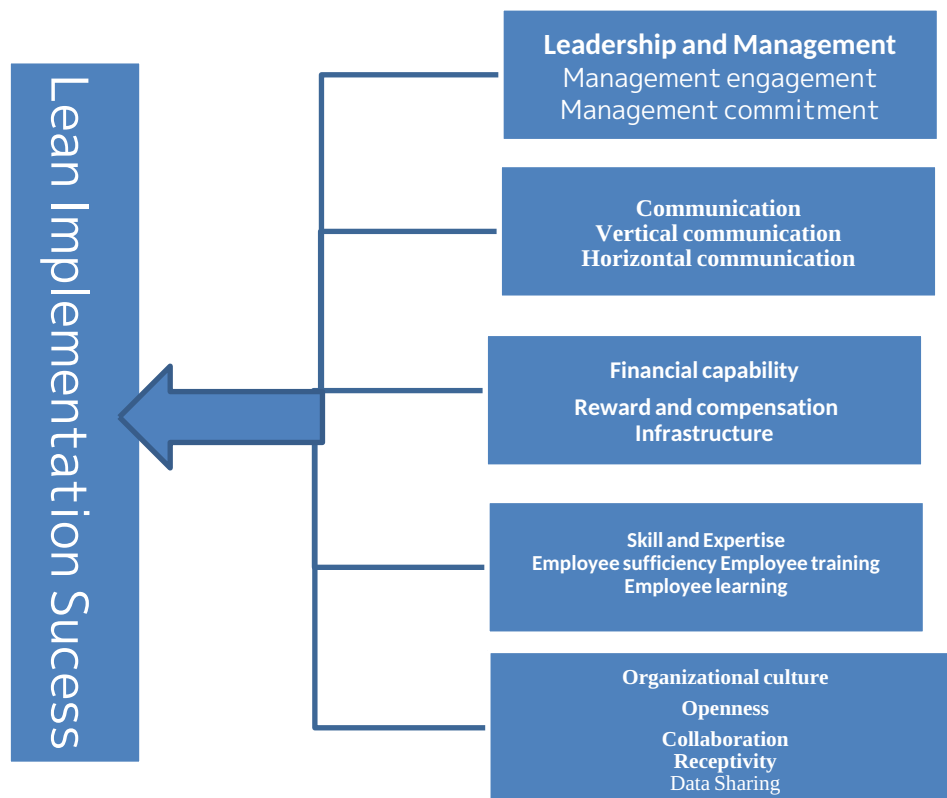 Lean Implementation Sucess
Leadership and Management
Management engagement
Management commitment
Communication
Vertical communication
Horizontal communication
Financial capability
Reward and compensation
Infrastructure
Skill and Expertise
Employee sufficiency Employee training
Employee learning
Organizational culture
Openness
Collaboration
Receptivity
Data Sharing